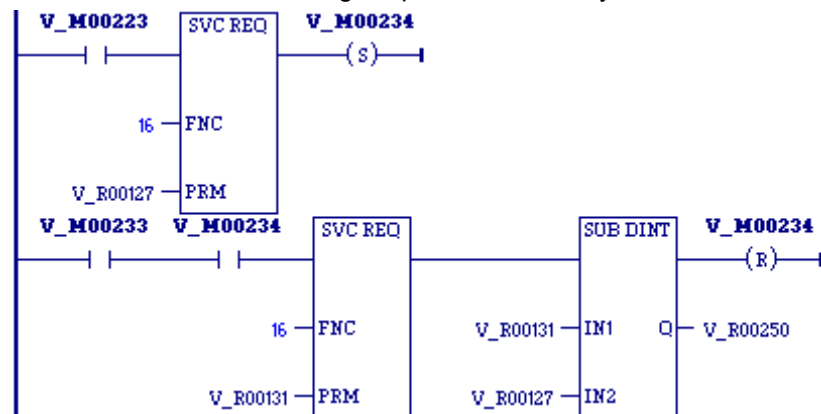 V_M00223 SVC REQ V_M00234
(S)
16 FNC
V_R00127 PRM
V_M00233 V_M00234 SVC REQ SUB DINT V_M00234
(R)
16 FNC V_R00131 IN1 Q V_R00250
V_R00131 PRM V_R00127 IN2